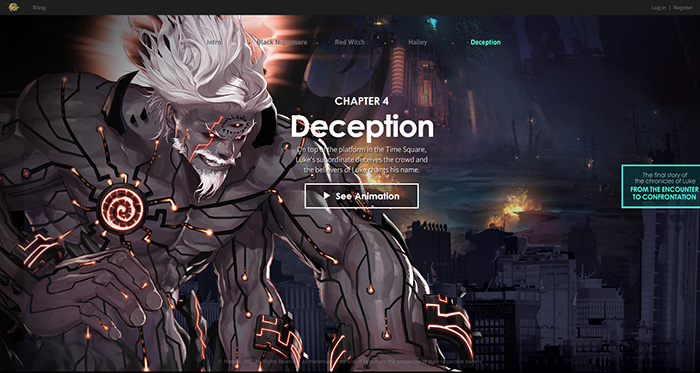 Biling
Log in | Register
Intro
Black Nightmare
Red Witch
Hailey
Deception
CHAPTER 4
Deception
On top of the platform in the Time Square,
Luke's subordinate deceives the crowd and
the believers of Luke chants his name.
See Animation
The final story of
the chronicles of Luke
FROM THE ENCOUNTER
TO CONFRONTATION